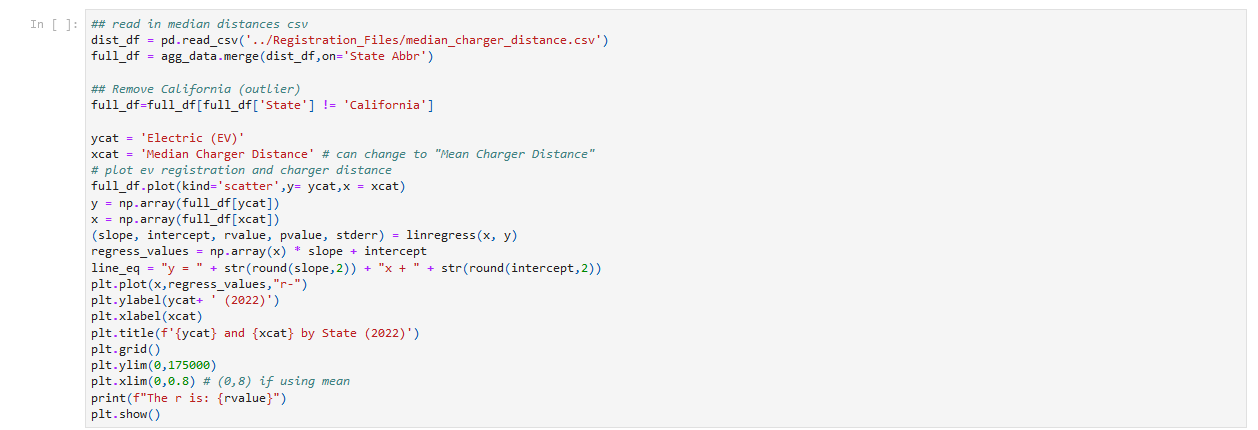 In [ ]:
## read in median distances csv
dist_df = pd.read_csv('../Registration_Files/median_charger_distance.csv')
full_df = agg_data.merge(dist_df,on='State Abbr')
## Remove California (outlier)
full_df=full_df[full_df['State'] != 'California']
ycat = 'Electric (EV)'
xcat = 'Median Charger Distance' # can change to "Mean Charger Distance"
# plot ev registration and charger distance
full_df.plot(kind='scatter',y= ycat,x = xcat)
y = np.array(full_df[ycat])
x = np.array(full_df[xcat])
(slope, intercept, rvalue, pvalue, stderr) = linregress(x, y)
regress_values = np.array(x) * slope + intercept
line_eq = "y = " + str(round(slope,2)) + "x + " + str(round(intercept,2))
plt.plot(x,regress_values,"r-")
plt.ylabel(ycat+ ' (2022)')
plt.xlabel(xcat)
plt.title(f'{ycat} and {xcat} by State (2022)')
plt.grid()
plt.ylim(0,175000)
plt.xlim(0,0.8) # (0,8) if using mean
print(f"The r is: {rvalue}")
plt.show()